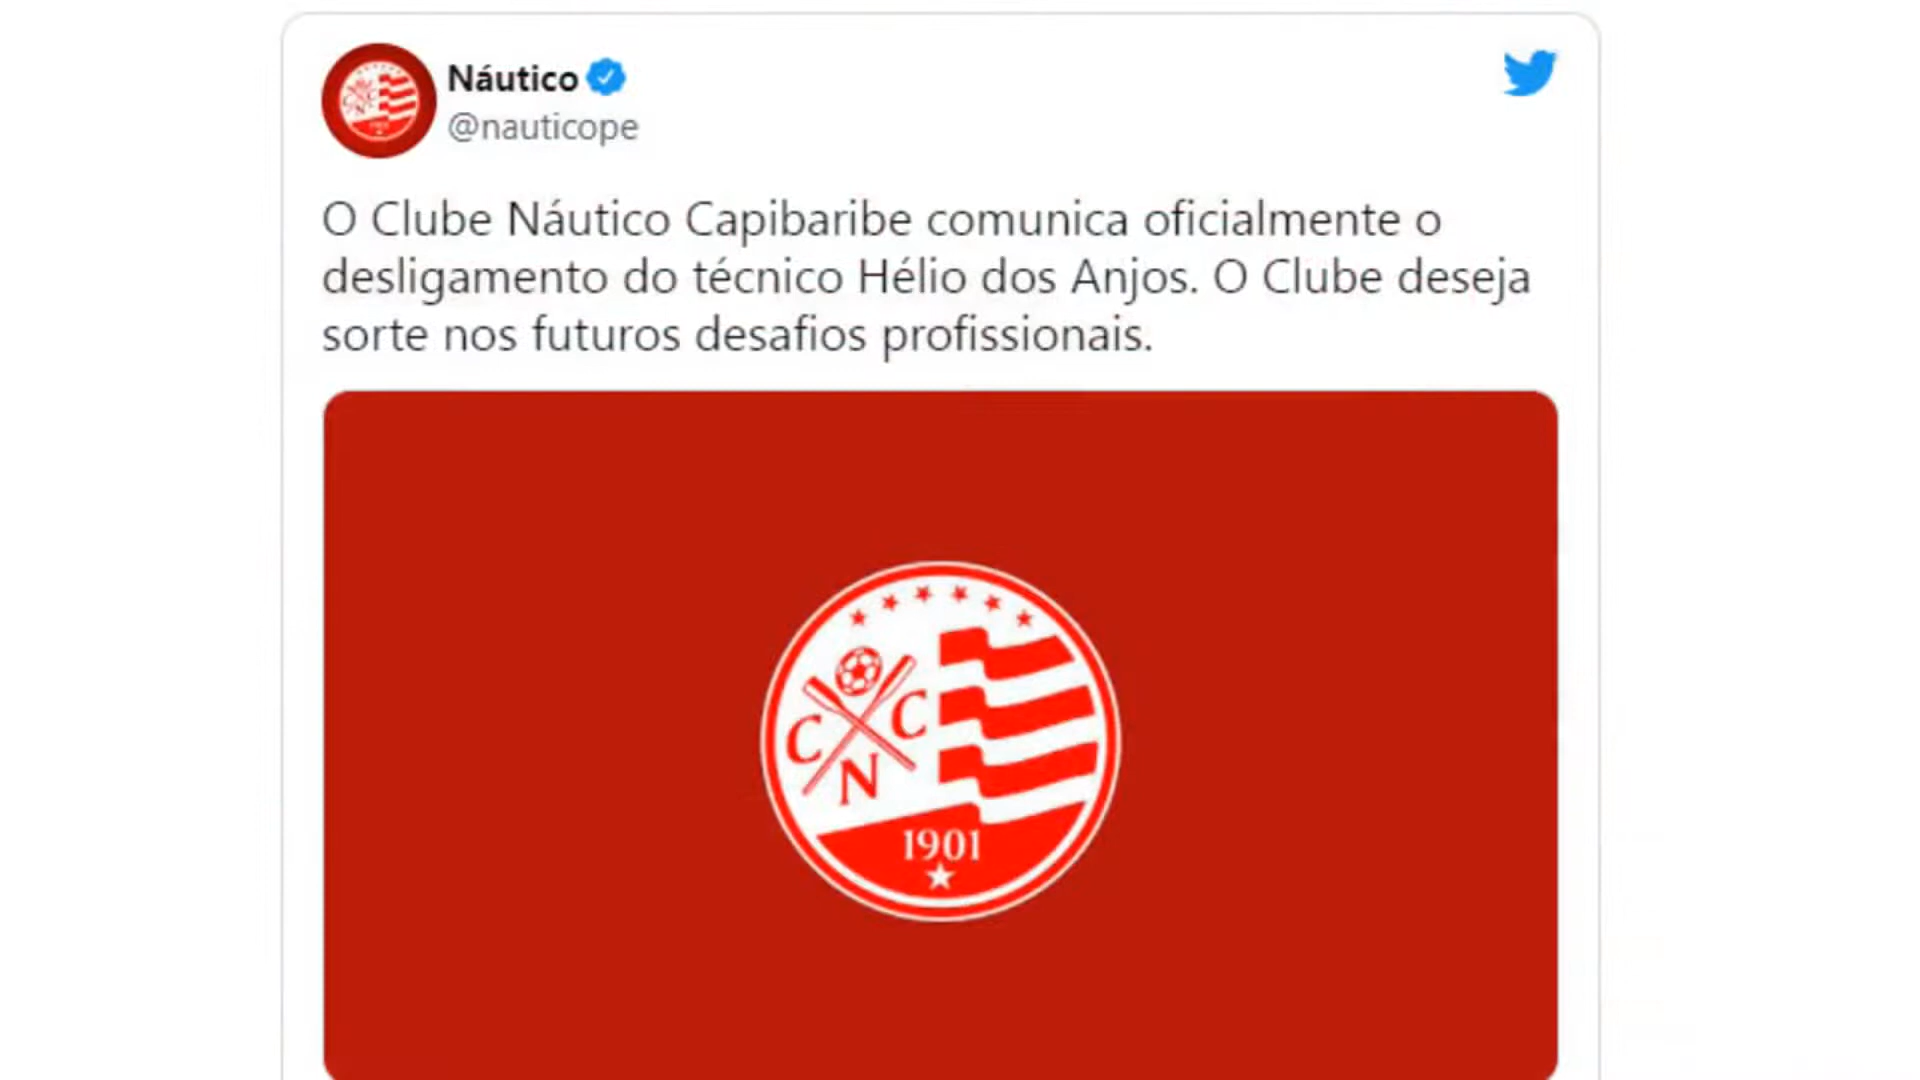 Náutico
@nauticope
O Clube Náutico Capibaribe comunica oficialmente o
desligamento do técnico Hélio dos Anjos. O Clube deseja
sorte nos futuros desafios profissionais.
C C
N
1901